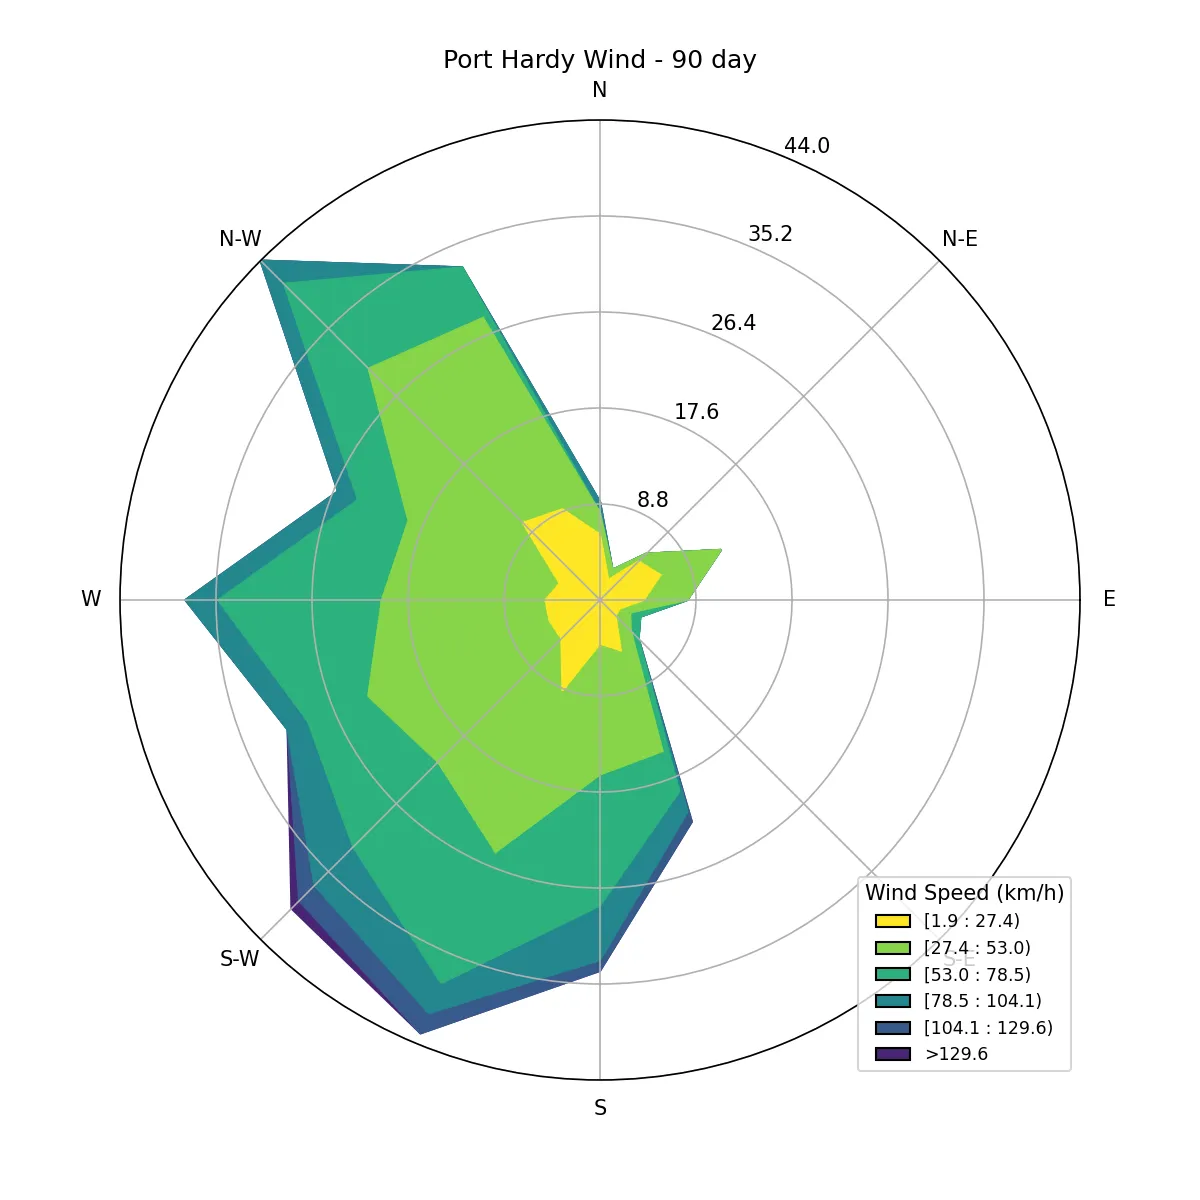 Port Hardy Wind - 90 day
N
44.0
35.2
N-W
N-E
26.4
17.6
8.8
W
E
Wind Speed (km/h)
[1.9 : 27.4)
[27.4 : 53.0)
S-W
S-E
[53.0 : 78.5)
[78.5 : 104.1)
[104.1 : 129.6)
>129.6
S